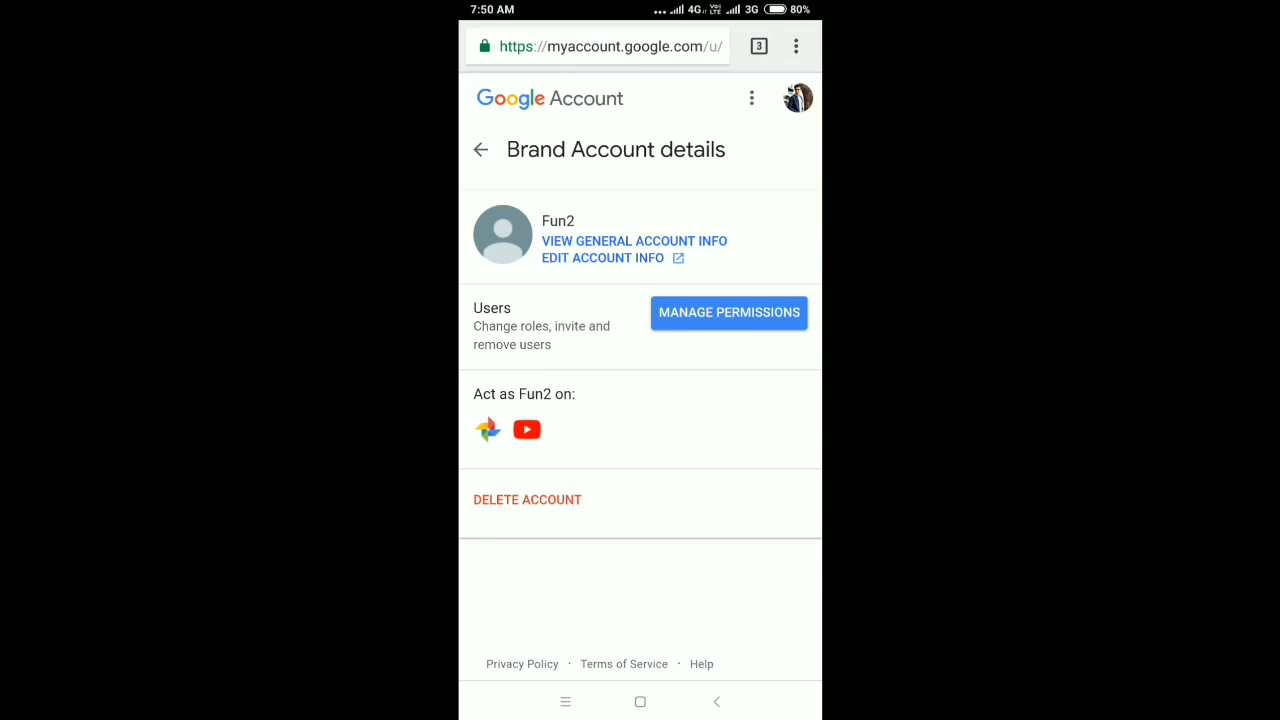 7:50 AM 4G VoLTE 3G 80%
https://myaccount.google.com/u/ 3
Google Account
Brand Account details
Fun2
VIEW GENERAL ACCOUNT INFO
EDIT ACCOUNT INFO
Users
MANAGE PERMISSIONS
Change roles, invite and
remove users
Act as Fun2 on:
DELETE ACCOUNT
Privacy Policy · Terms of Service · Help